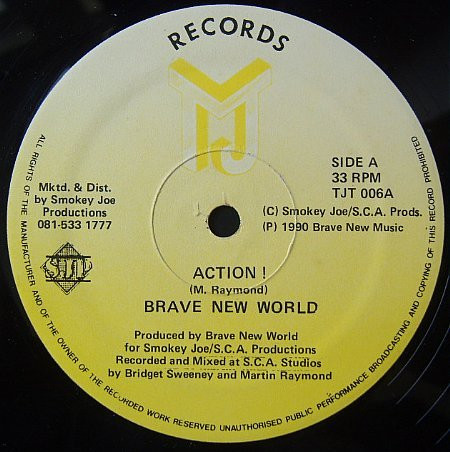 RECORDS
TJ
SIDE A
33 RPM
TJT 006A
Mktd. & Dist.
by Smokey Joe
Productions
081-533 1777
(C) Smokey Joe/S.C.A. Prods.
(P) 1990 Brave New Music
ACTION !
(M. Raymond)
BRAVE NEW WORLD
Produced by Brave New World
for Smokey Joe/S.C.A. Productions
Recorded and Mixed at S.C.A. Studios
by Bridget Sweeney and Martin Raymond
ALL RIGHTS OF THE MANUFACTURER AND OF THE OWNER OF THE RECORDED WORK RESERVED UNAUTHORISED PUBLIC PERFORMANCE BROADCASTING AND COPYING OF THIS RECORD PROHIBITED